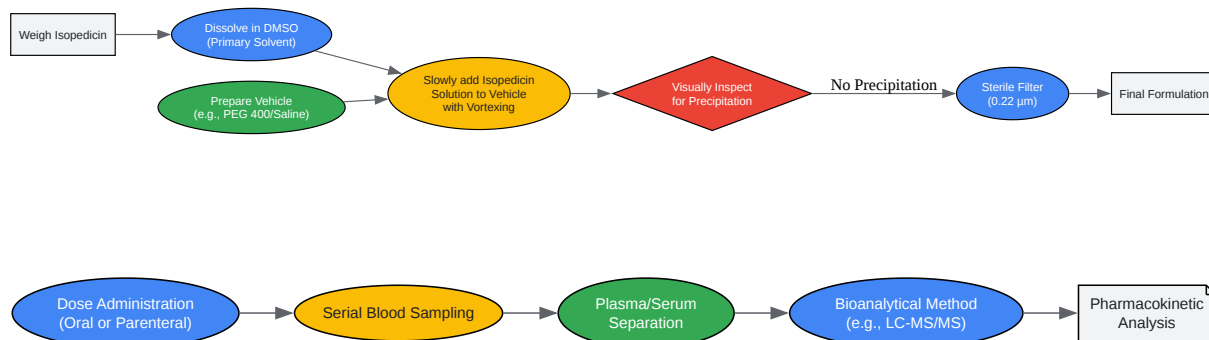 Weigh Isopedicin
Dissolve in DMSO
(Primary Solvent)
Prepare Vehicle
(e.g., PEG 400/Saline)
Slowly add Isopedicin
Solution to Vehicle
with Vortexing
Visually Inspect
for Precipitation
No Precipitation
Sterile Filter
(0.22 µm)
Final Formulation
Dose Administration
(Oral or Parenteral)
Serial Blood Sampling
Plasma/Serum
Separation
Bioanalytical Method
(e.g., LC-MS/MS)
Pharmacokinetic
Analysis